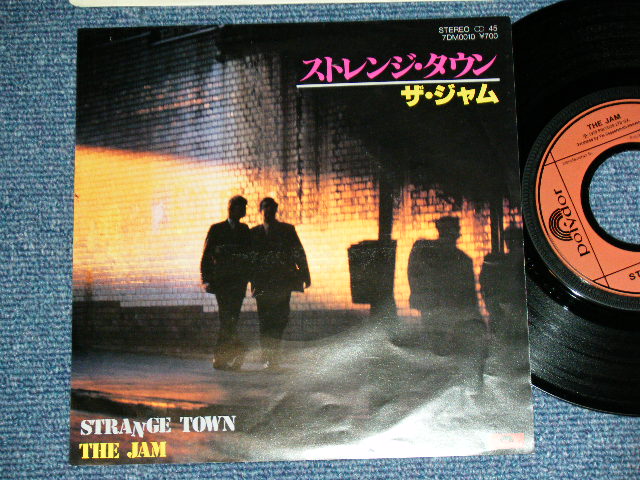 STEREO 45
7DM0010 ¥700
ストレンジ・タウン
ザ・ジャム
STRANGE TOWN
THE JAM
THE JAM
polydor
ST